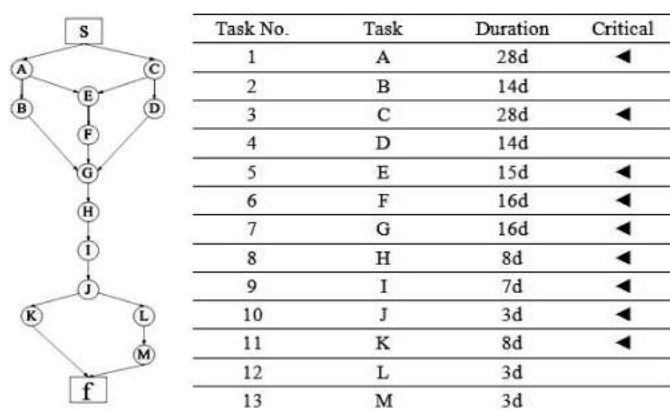 S
A
C
E
B
D
F
G
H
I
J
K
L
M
f
Task No. Task Duration Critical
1 A 28d ◄
2 B 14d
3 C 28d ◄
4 D 14d
5 E 15d ◄
6 F 16d ◄
7 G 16d ◄
8 H 8d ◄
9 I 7d ◄
10 J 3d ◄
11 K 8d ◄
12 L 3d
13 M 3d